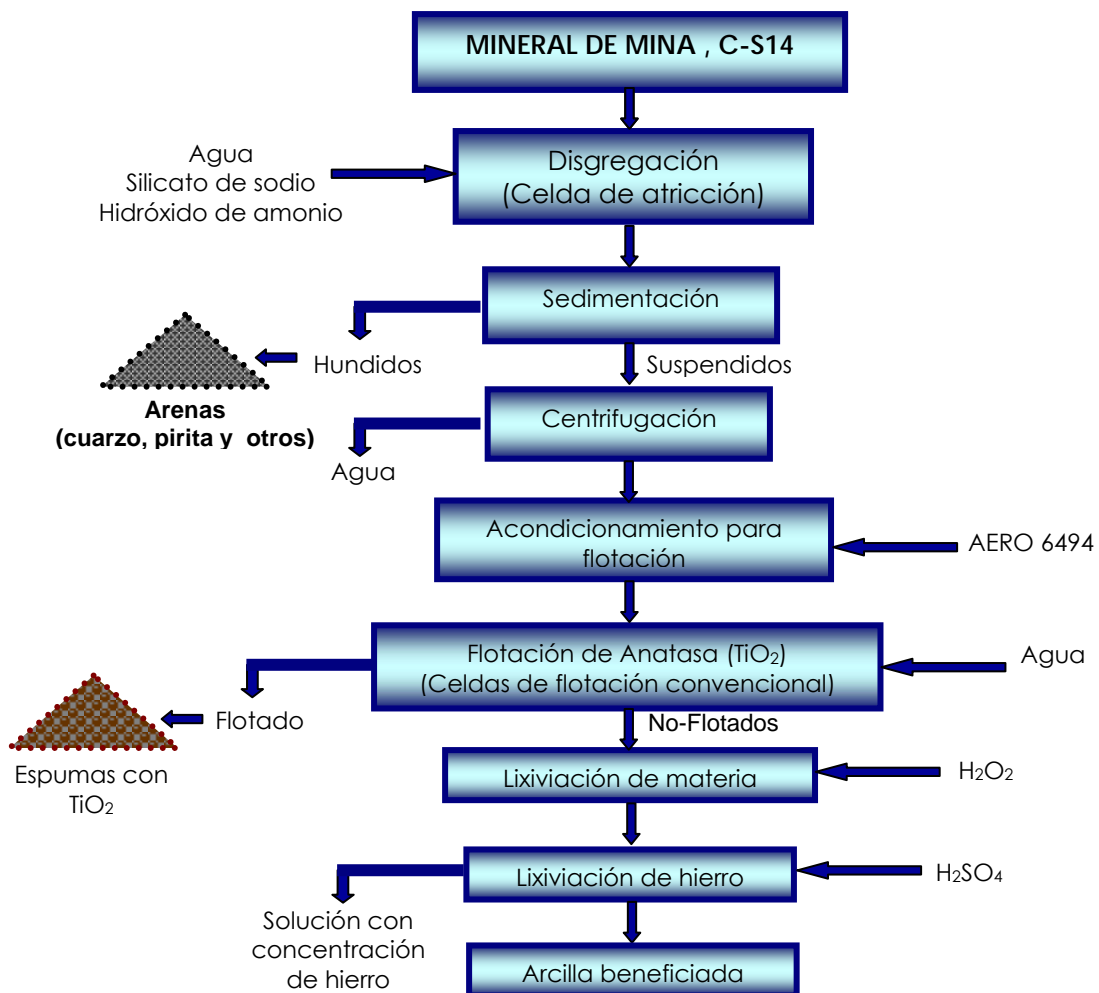 MINERAL DE MINA , C-S14
Agua
Silicato de sodio
Hidróxido de amonio
Disgregación
(Celda de atricción)
Sedimentación
Hundidos
Suspendidos
Arenas
(cuarzo, pirita y otros)
Centrifugación
Agua
Acondicionamiento para
flotación
AERO 6494
Flotación de Anatasa (TiO₂)
(Celdas de flotación convencional)
Agua
Flotado
No-Flotados
Espumas con
TiO₂
Lixiviación de materia
H₂O₂
Lixiviación de hierro
H₂SO₄
Solución con
concentración
de hierro
Arcilla beneficiada